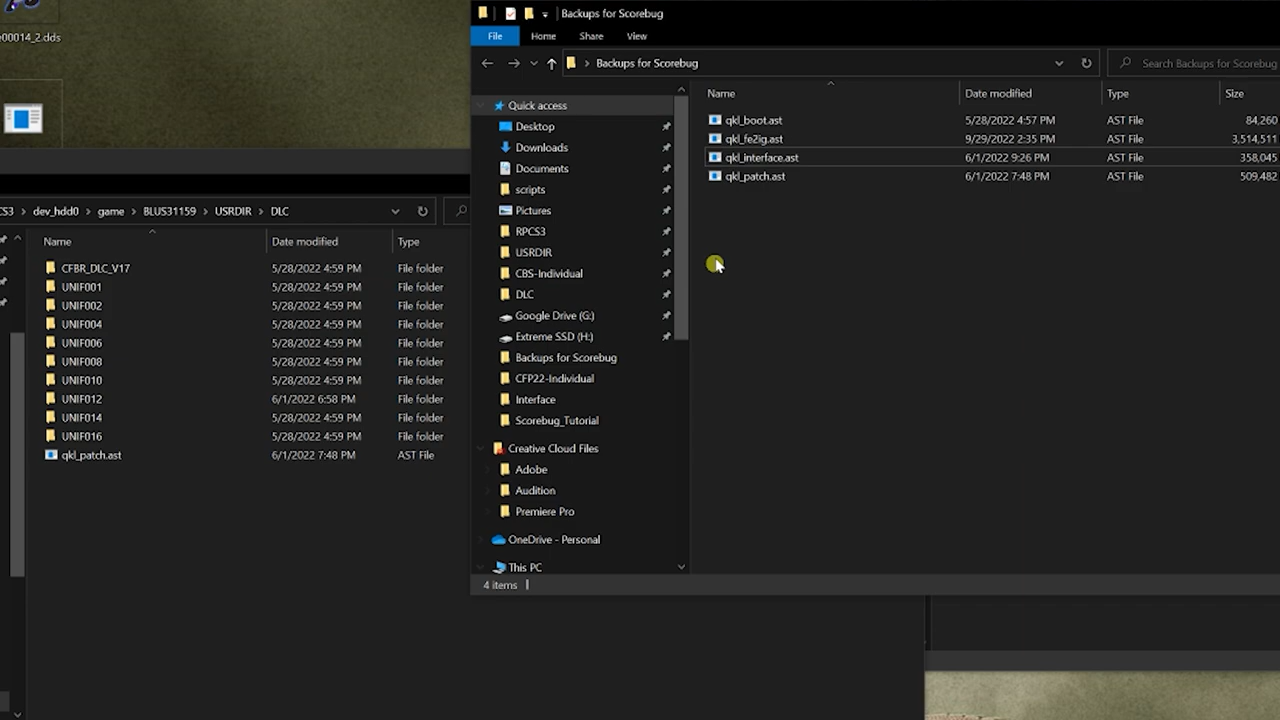 e00014_2.dds
CS3 › dev_hdd0 › game › BLUS31159 › USRDIR › DLC
Name Date modified Type
CFBR_DLC_V17 5/28/2022 4:59 PM File folder
UNIF001 5/28/2022 4:59 PM File folder
UNIF002 5/28/2022 4:59 PM File folder
UNIF004 5/28/2022 4:59 PM File folder
UNIF006 5/28/2022 4:59 PM File folder
UNIF008 5/28/2022 4:59 PM File folder
UNIF010 5/28/2022 4:59 PM File folder
UNIF012 6/1/2022 6:58 PM File folder
UNIF014 5/28/2022 4:59 PM File folder
UNIF016 5/28/2022 4:59 PM File folder
qkl_patch.ast 6/1/2022 7:48 PM AST File
Backups for Scorebug
File Home Share View
› Backups for Scorebug
Search Backups for Scorebug
Quick access
Desktop
Downloads
Documents
scripts
Pictures
RPCS3
USRDIR
CBS-Individual
DLC
Google Drive (G:)
Extreme SSD (H:)
Backups for Scorebug
CFP22-Individual
Interface
Scorebug_Tutorial
Creative Cloud Files
Adobe
Audition
Premiere Pro
OneDrive - Personal
This PC
Name Date modified Type Size
qkl_boot.ast 5/28/2022 4:57 PM AST File 84,260
qkl_fe2ig.ast 9/29/2022 2:35 PM AST File 3,514,511
qkl_interface.ast 6/1/2022 9:26 PM AST File 358,045
qkl_patch.ast 6/1/2022 7:48 PM AST File 509,482
4 items